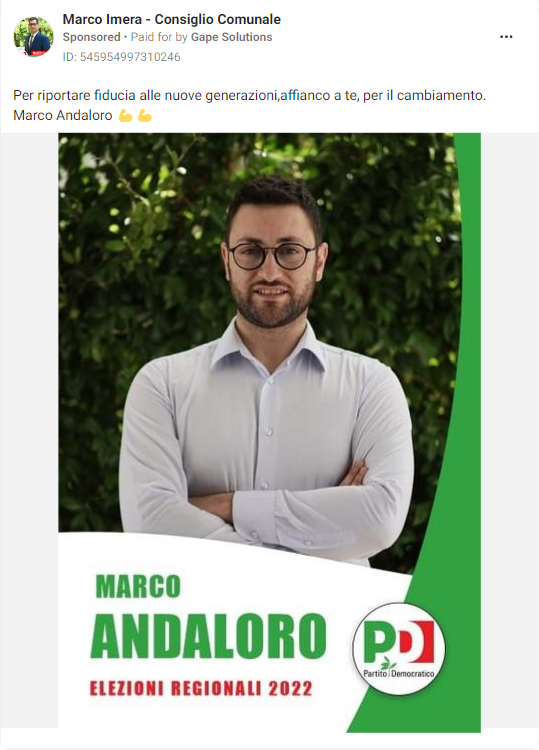 Marco Imera - Consiglio Comunale
Sponsored • Paid for by Gape Solutions
ID: 545954997310246
Per riportare fiducia alle nuove generazioni,affianco a te, per il cambiamento.
Marco Andaloro 💪 💪
MARCO
ANDALORO
ELEZIONI REGIONALI 2022
PD
Partito Democratico